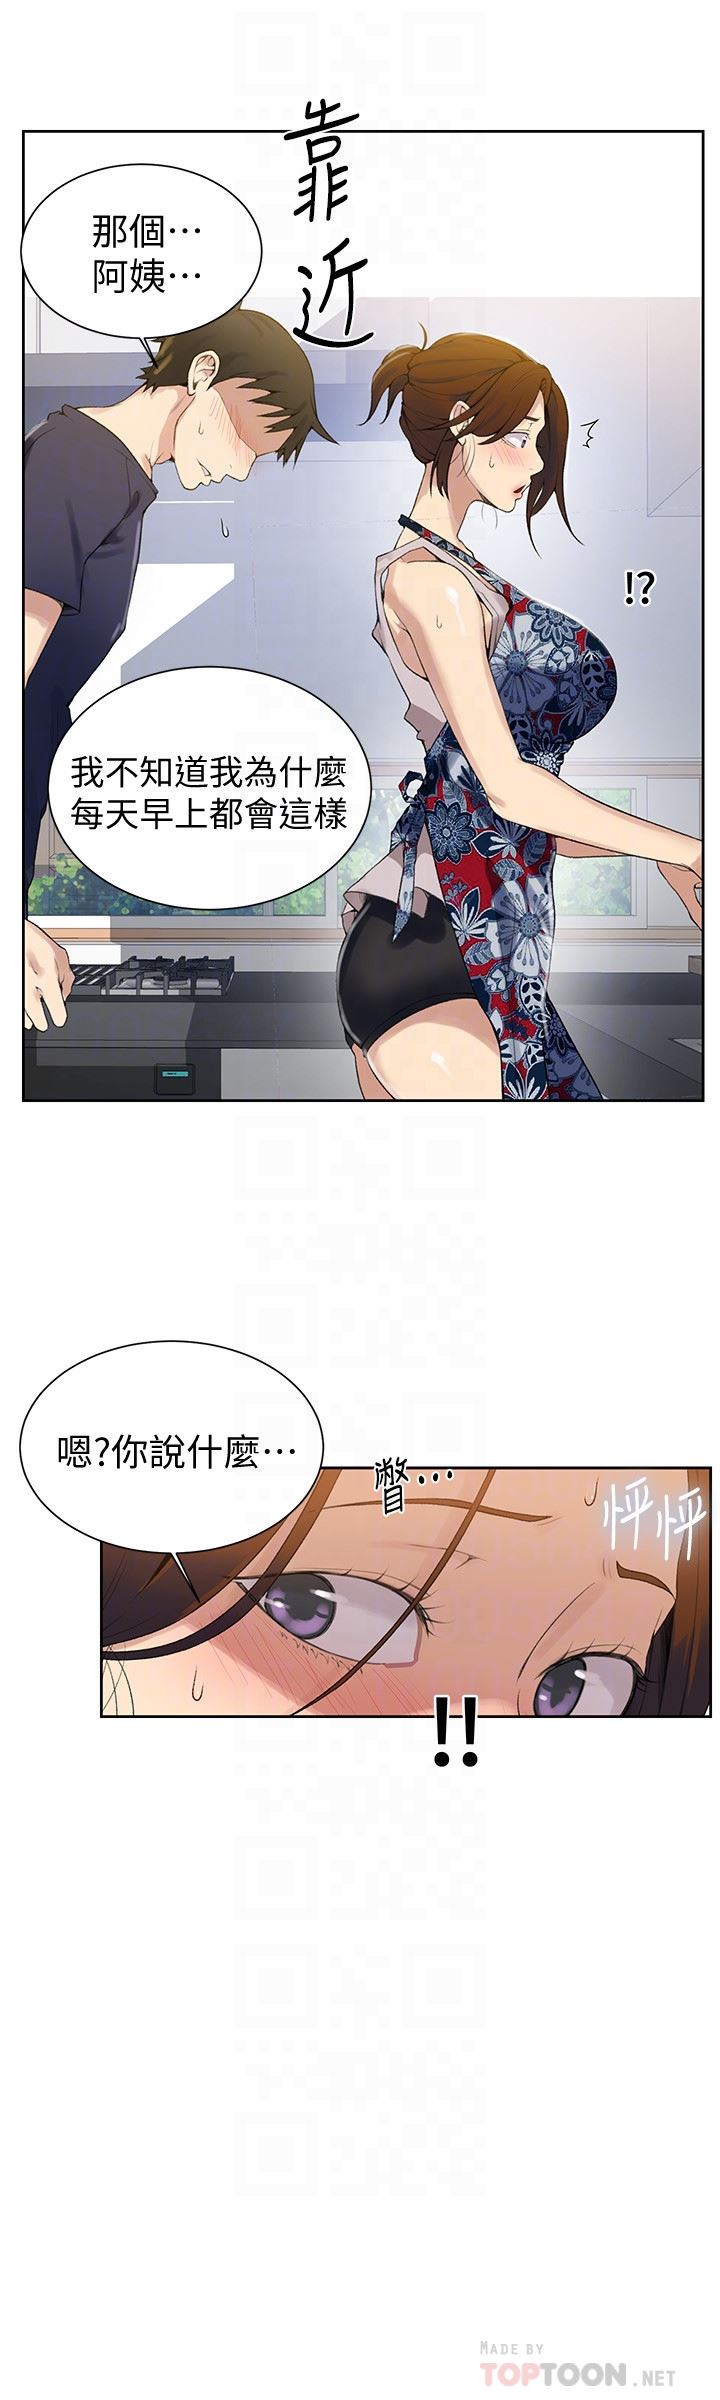 靠近
那個⋯
阿姨⋯
!?
我不知道我為什麼
每天早上都會這樣
嗯?你說什麼⋯
瞥⋯
怦怦
!!
MADE BY
TOPTOON.NET